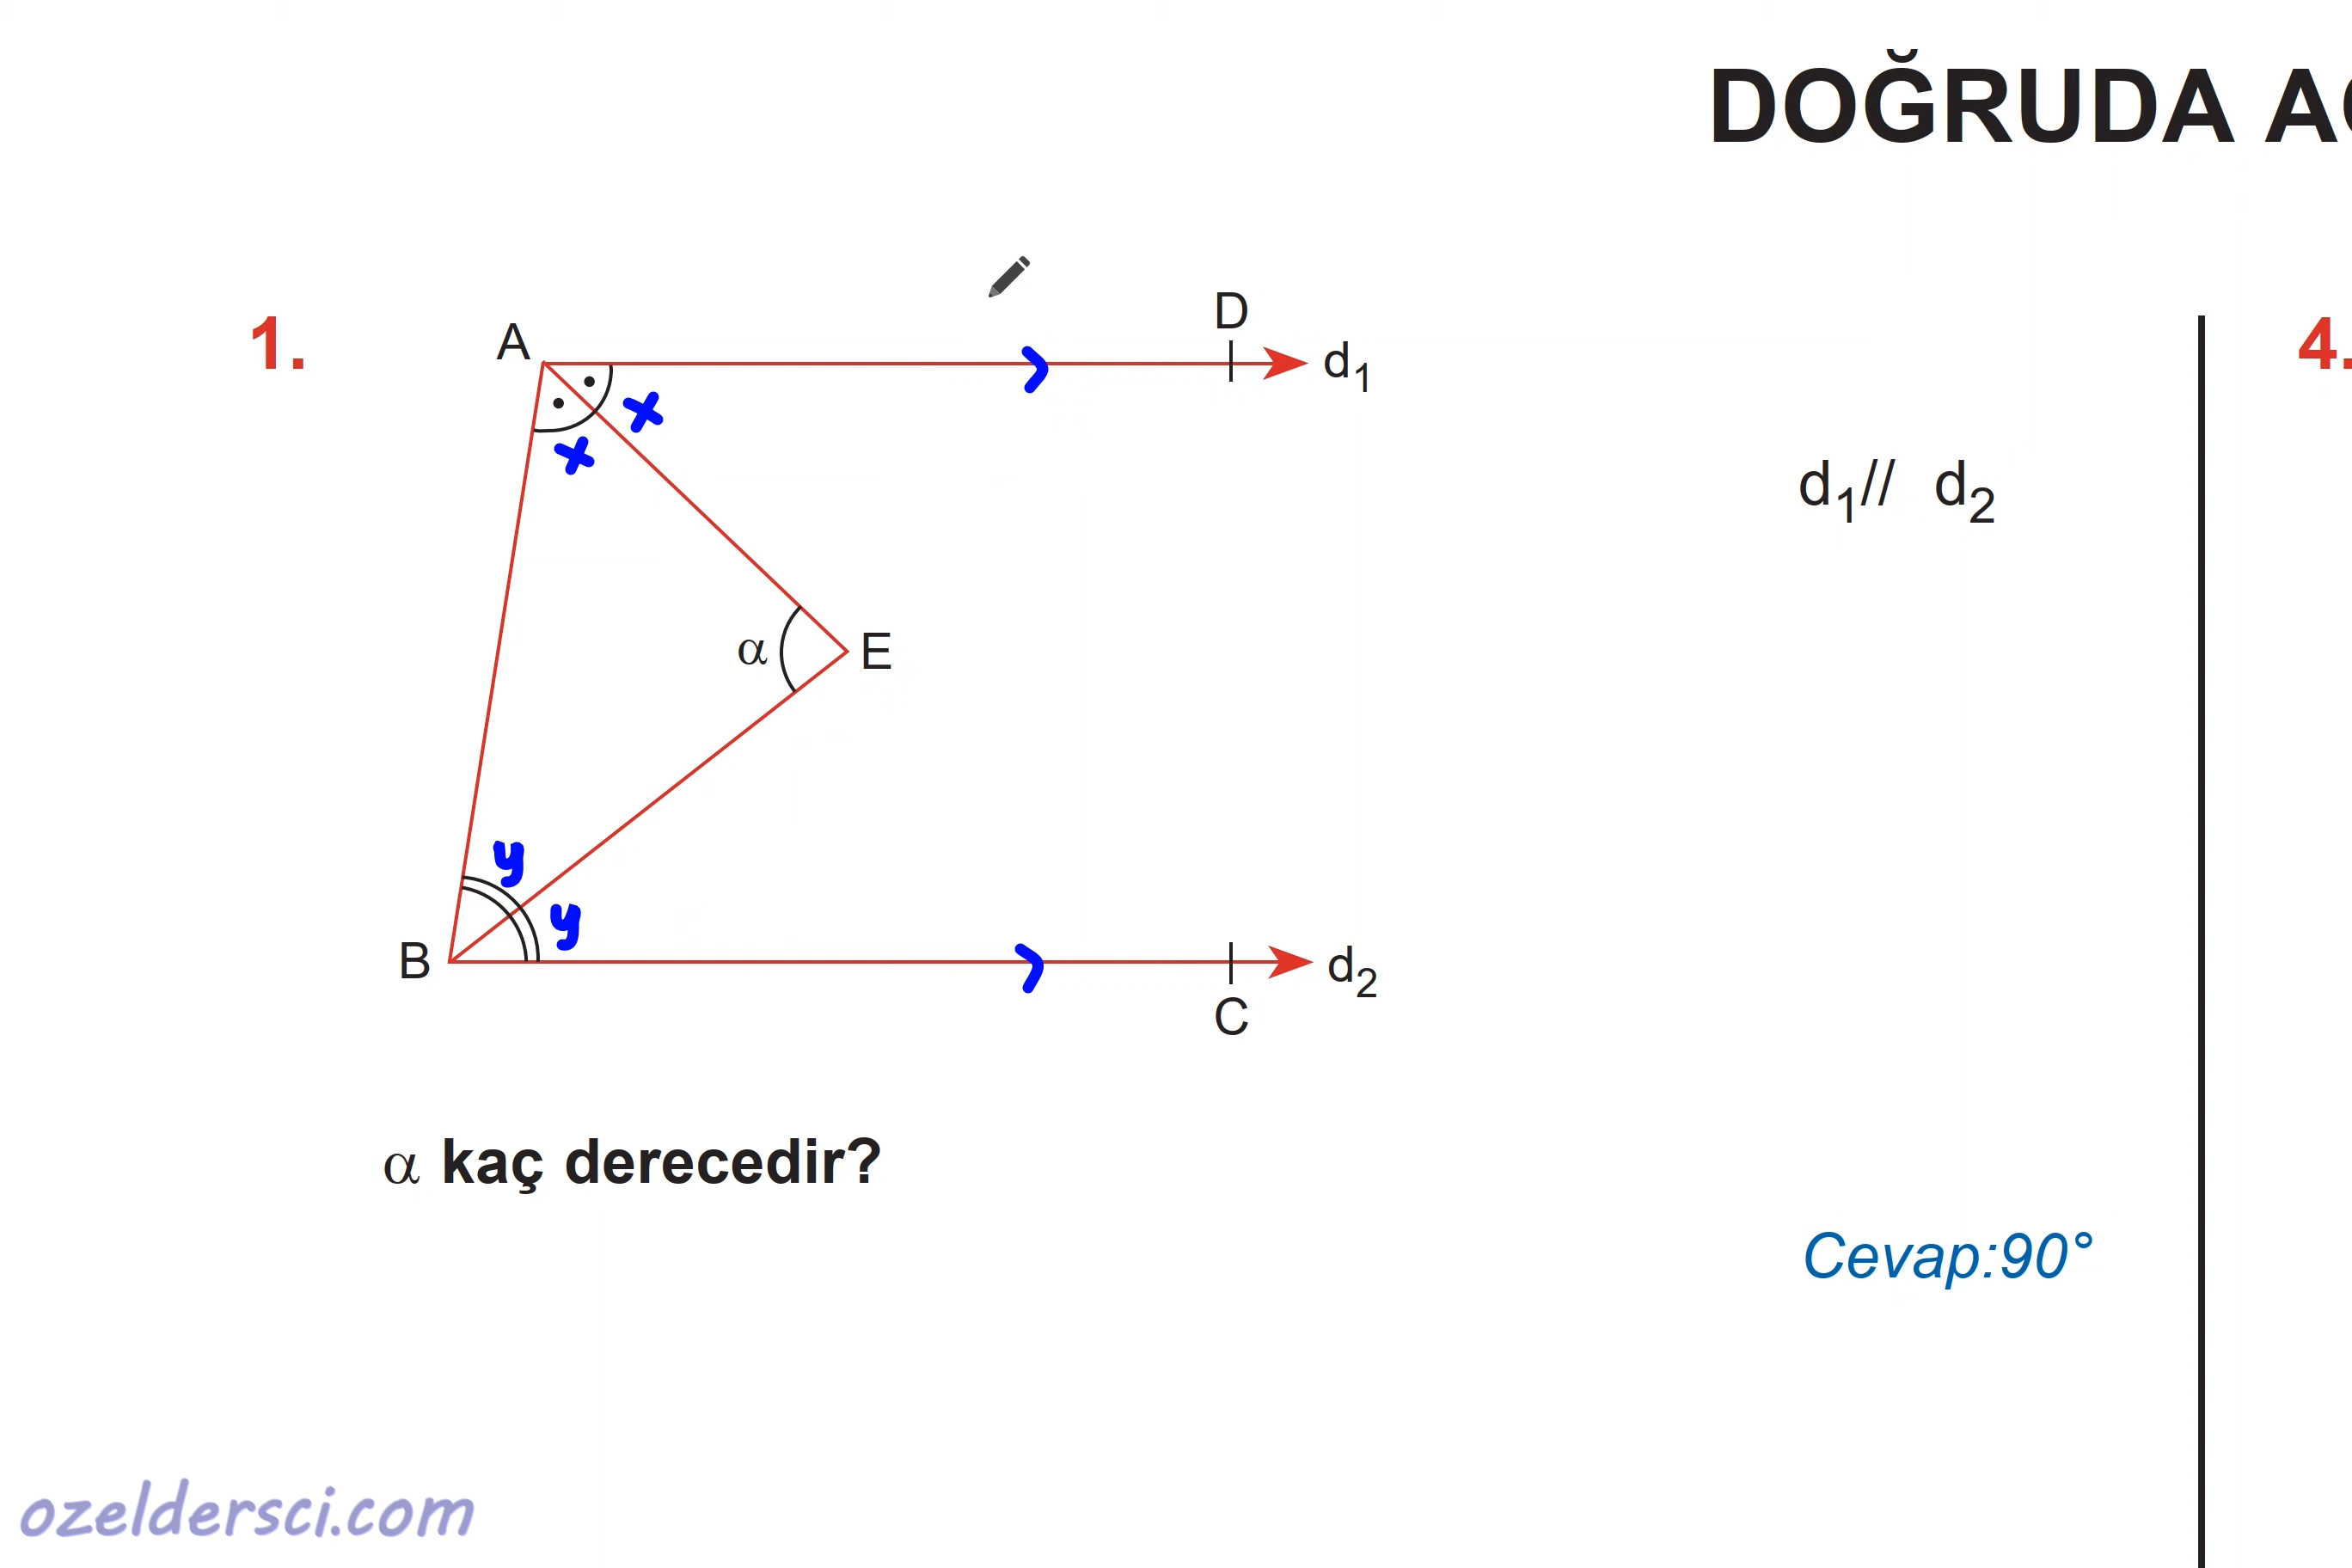 DOĞRUDA A
1.
A
D
d1
x
x
4.
d1// d2
α
E
y
y
B
d2
C
α kaç derecedir?
Cevap:90°
ozeldersci.com